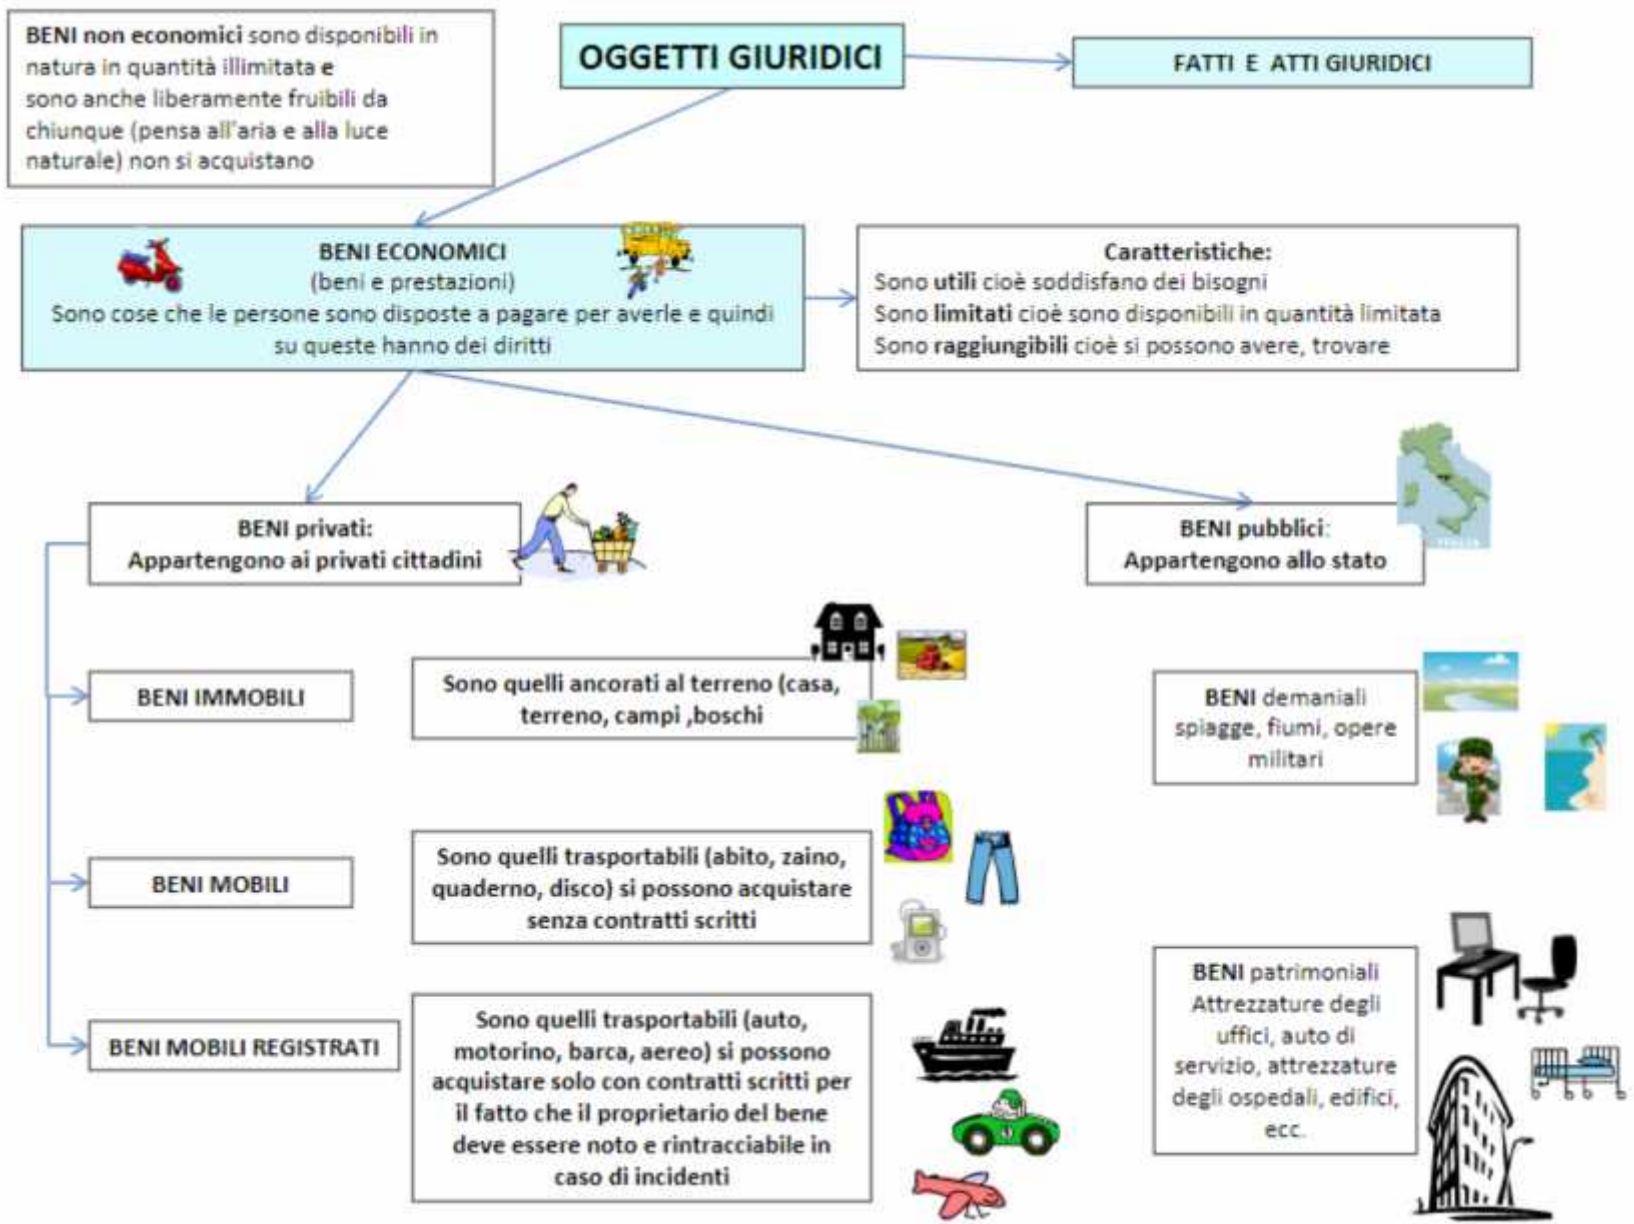 BENI non economici sono disponibili in
natura in quantità illimitata e
sono anche liberamente fruibili da
chiunque (pensa all'aria e alla luce
naturale) non si acquistano
OGGETTI GIURIDICI
FATTI E ATTI GIURIDICI
BENI ECONOMICI
(beni e prestazioni)
Sono cose che le persone sono disposte a pagare per averle e quindi
su queste hanno dei diritti
Caratteristiche:
Sono utili cioè soddisfano dei bisogni
Sono limitati cioè sono disponibili in quantità limitata
Sono raggiungibili cioè si possono avere, trovare
BENI privati:
Appartengono ai privati cittadini
BENI pubblici:
Appartengono allo stato
ITALIA
BENI IMMOBILI
Sono quelli ancorati al terreno (casa,
terreno, campi ,boschi
BENI demaniali
spiagge, fiumi, opere
militari
BENI MOBILI
Sono quelli trasportabili (abito, zaino,
quaderno, disco) si possono acquistare
senza contratti scritti
BENI patrimoniali
Attrezzature degli
uffici, auto di
servizio, attrezzature
degli ospedali, edifici,
ecc.
BENI MOBILI REGISTRATI
Sono quelli trasportabili (auto,
motorino, barca, aereo) si possono
acquistare solo con contratti scritti per
il fatto che il proprietario del bene
deve essere noto e rintracciabile in
caso di incidenti